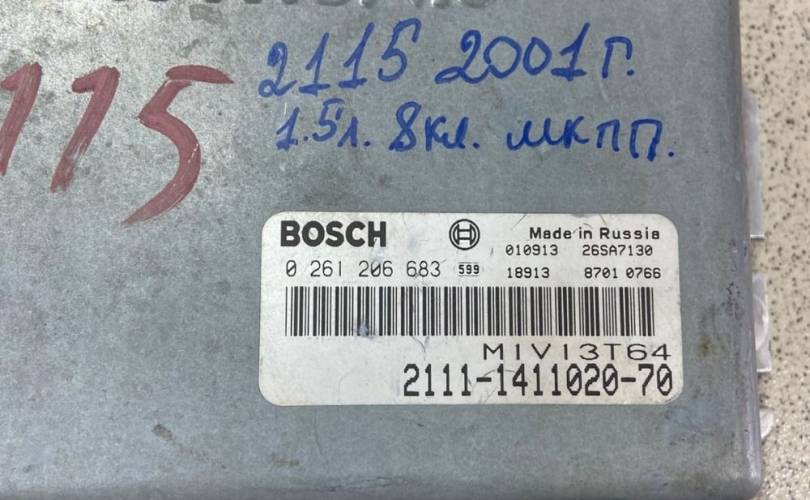 115
2115 2001г.
1.5л. 8кл. МКПП.
BOSCH
Made in Russia
010913 26SA7130
0 261 206 683 599
18913 8701 0766
M1V13T64
2111-1411020-70